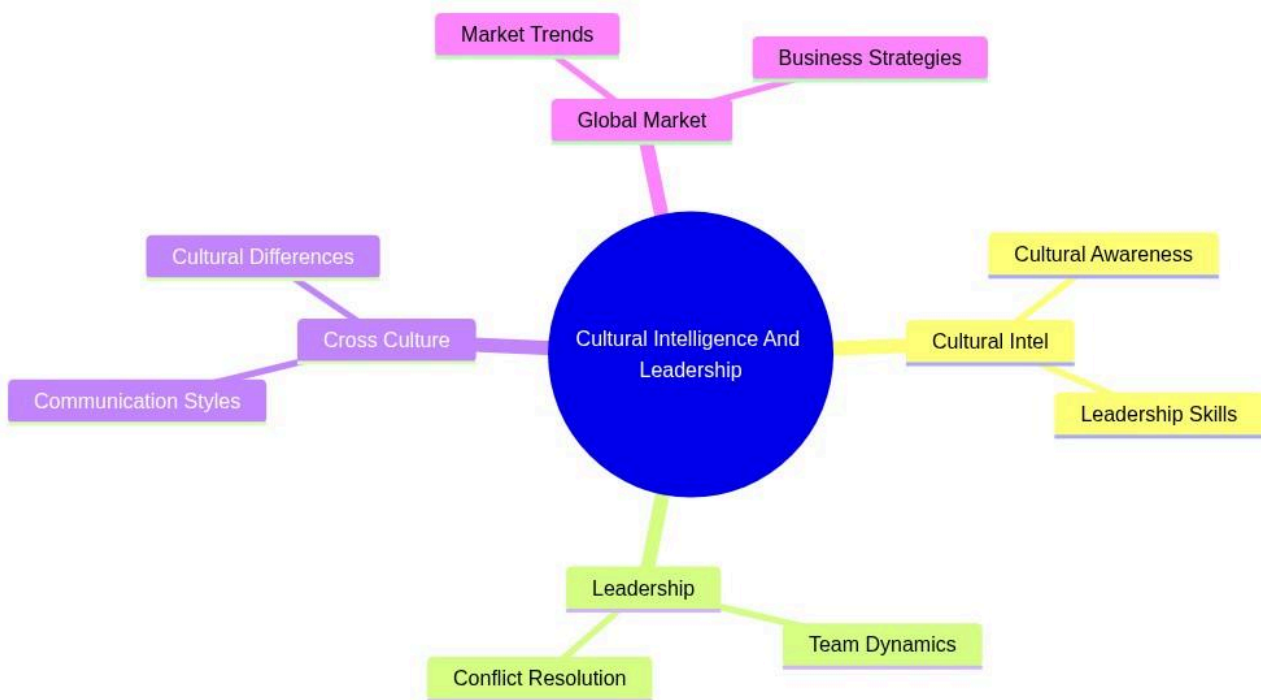 Market Trends
Business Strategies
Global Market
Cultural Differences
Cultural Awareness
Cross Culture
Cultural Intelligence And
Leadership
Cultural Intel
Communication Styles
Leadership Skills
Leadership
Team Dynamics
Conflict Resolution